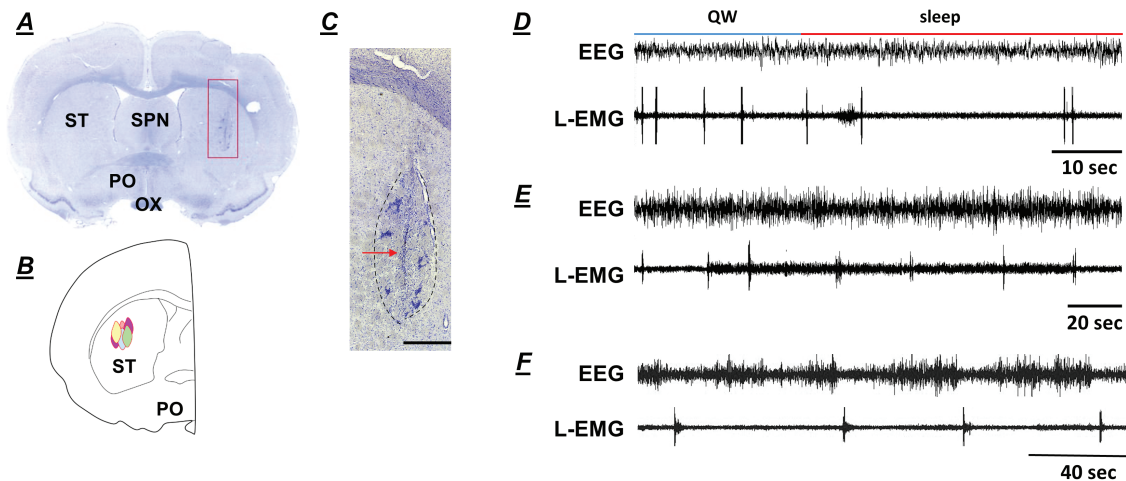 A
ST
SPN
PO
OX
B
ST
PO
C
D
QW
sleep
EEG
L-EMG
10 sec
E
EEG
L-EMG
20 sec
F
EEG
L-EMG
40 sec